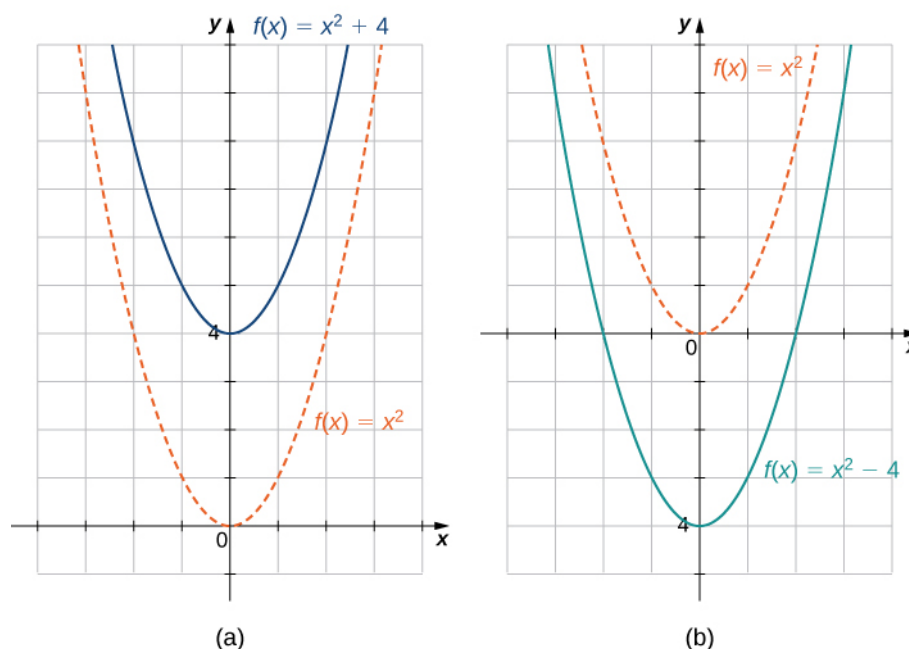 y
f(x) = x² + 4
4
f(x) = x²
0
x
(a)
y
f(x) = x²
0
f(x) = x² − 4
4
(b)